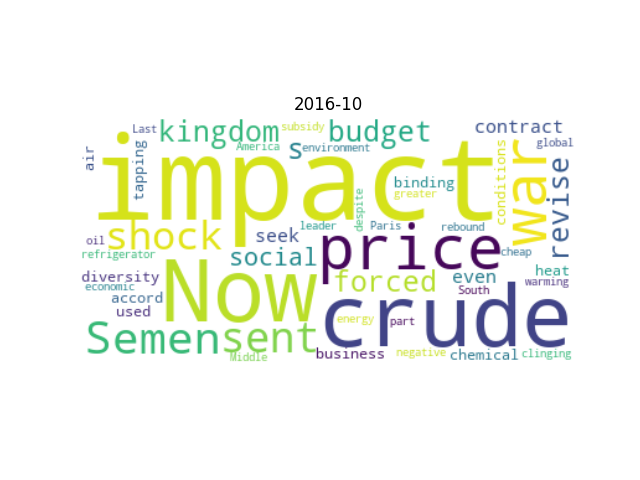 2016-10
Last kingdom subsidy budget contract
air tapping America s environment conditions global
impact war revise
binding
greater
despite
oil shock seek leader Paris rebound
refrigerator social price cheap
diversity Now forced even heat
economic accord South warming
used crude
Semen sent energy part
Middle business negative chemical clinging